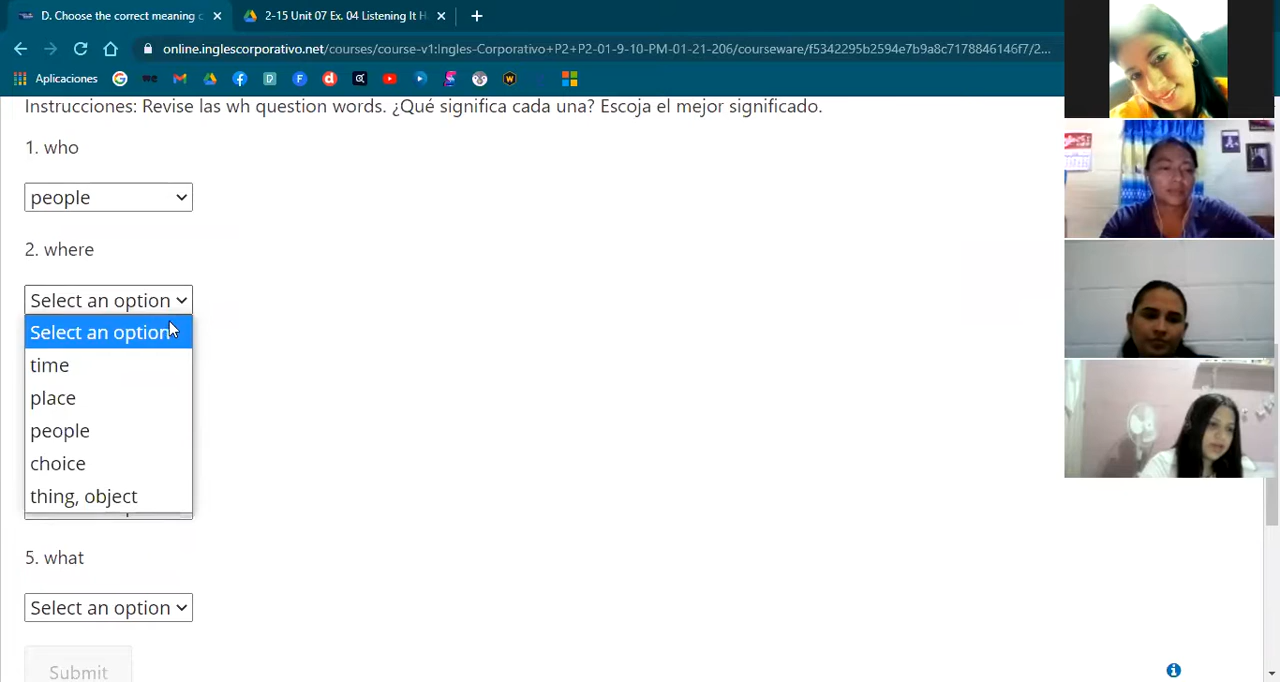 D. Choose the correct meaning c
2-15 Unit 07 Ex. 04 Listening It H
online.inglescorporativo.net/courses/course-v1:Ingles-Corporativo+P2+P2-01-9-10-PM-01-21-206/courseware/f5342295b2594e7b9a8c7178846146f7/2...
Aplicaciones
Instrucciones: Revise las wh question words. ¿Qué significa cada una? Escoja el mejor significado.
1. who
people
2. where
Select an option
Select an option
time
place
people
choice
thing, object
5. what
Select an option
Submit